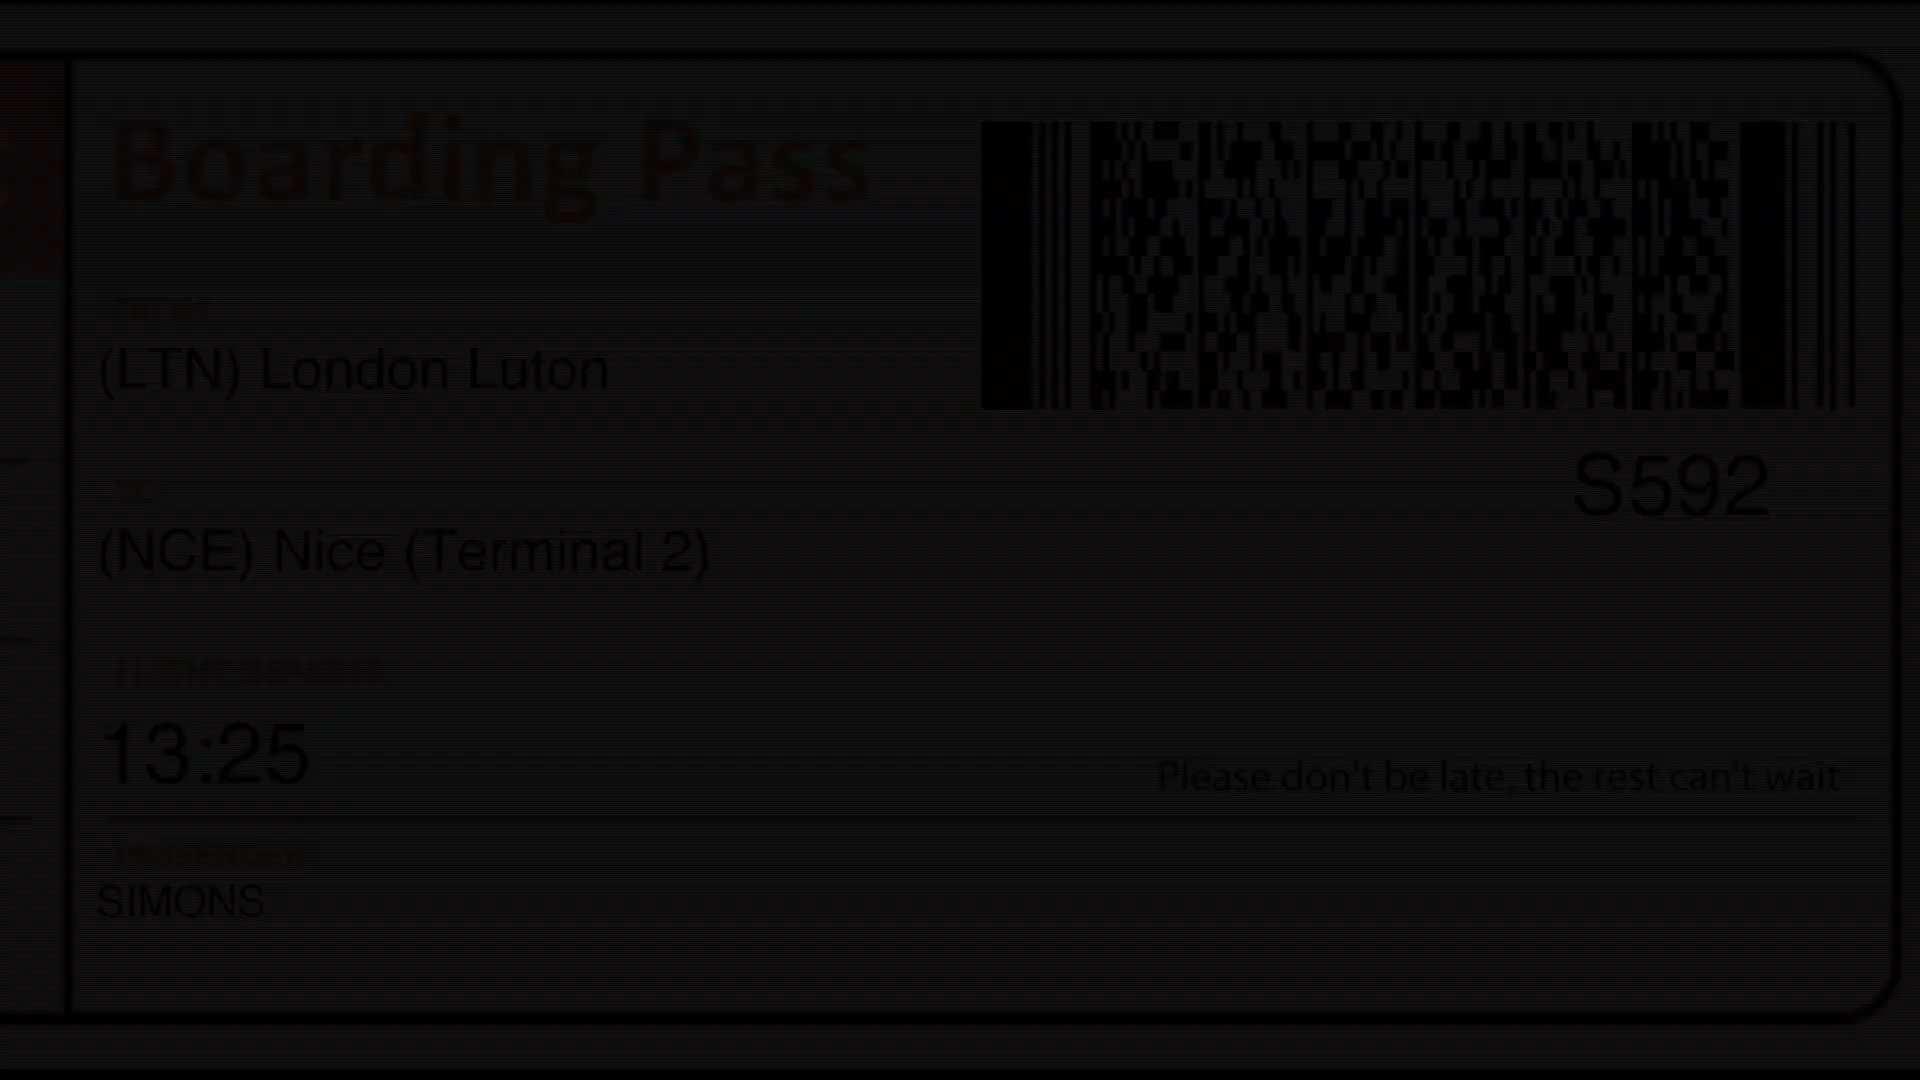 Boarding Pass
(LTN) London Luton
S592
(NCE) Nice (Terminal 2)
13:25
Please don't be late, the rest can't wait
SIMONS